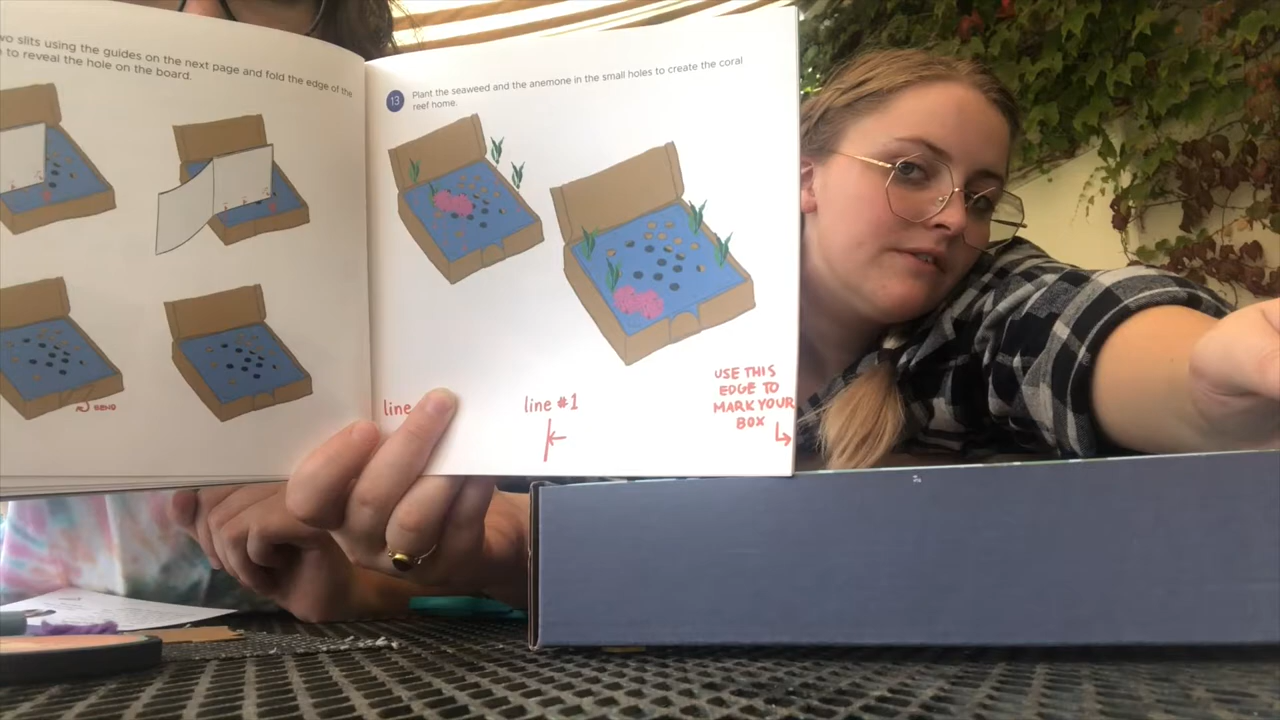 wo slits using the guides on the next page and fold the edge of the
to reveal the hole on the board.
BEND
13
Plant the seaweed and the anemone in the small holes to create the coral
reef home.
line
line #1
USE THIS
EDGE TO
MARK YOUR
BOX